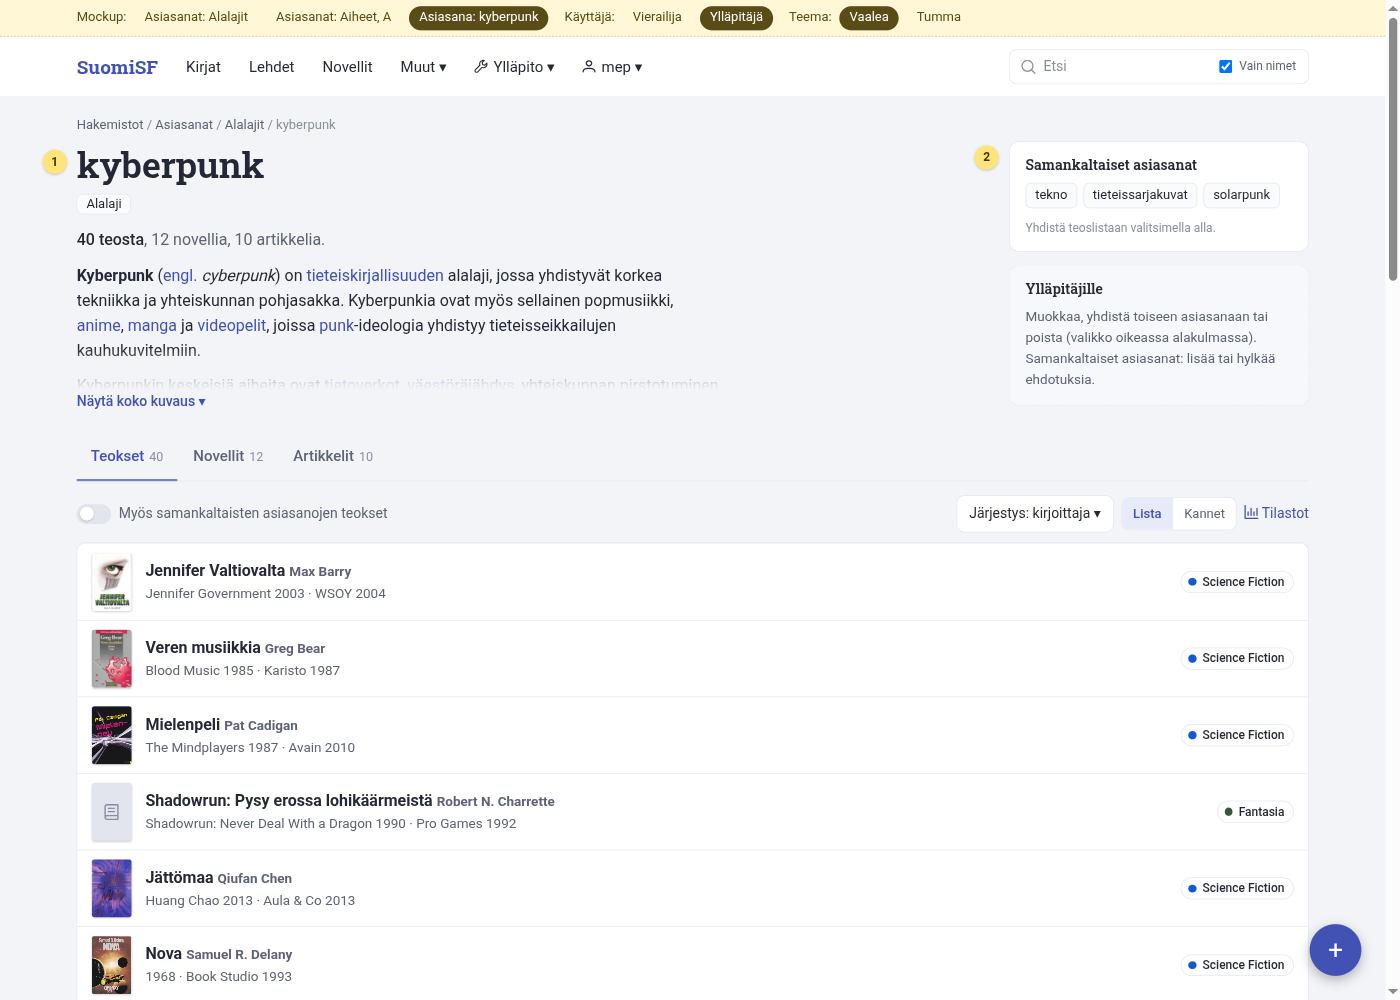 Mockup: Asiasanat: Alalajit Asiasanat: Aiheet, A Asiasana: kyberpunk Käyttäjä: Vierailija Ylläpitäjä Teema: Vaalea Tumma
SuomiSF Kirjat Lehdet Novellit Muut ▾ Ylläpito ▾ mep ▾ Etsi Vain nimet
Hakemistot / Asiasanat / Alalajit / kyberpunk
1 kyberpunk
Alalaji
40 teosta, 12 novellia, 10 artikkelia.
Kyberpunk (engl. cyberpunk) on tieteiskirjallisuuden alalaji, jossa yhdistyvät korkea
tekniikka ja yhteiskunnan pohjasakka. Kyberpunkia ovat myös sellainen popmusiikki,
anime, manga ja videopelit, joissa punk-ideologia yhdistyy tieteisseikkailujen
kauhukuvitelmiin.
Kyberpunkin keskeisiä aiheita ovat tietoverkot, väestöräjähdys, yhteiskunnan pirstotuminen
Näytä koko kuvaus ▾
2 Samankaltaiset asiasanat
tekno tieteissarjakuvat solarpunk
Yhdistä teoslistaan valitsimella alla.
Ylläpitäjille
Muokkaa, yhdistä toiseen asiasanaan tai
poista (valikko oikeassa alakulmassa).
Samankaltaiset asiasanat: lisää tai hylkää
ehdotuksia.
Teokset 40 Novellit 12 Artikkelit 10
Myös samankaltaisten asiasanojen teokset Järjestys: kirjoittaja ▾ Lista Kannet Tilastot
Jennifer Valtiovalta Max Barry
Jennifer Government 2003 · WSOY 2004
Science Fiction
Veren musiikkia Greg Bear
Blood Music 1985 · Karisto 1987
Science Fiction
Mielenpeli Pat Cadigan
The Mindplayers 1987 · Avain 2010
Science Fiction
Shadowrun: Pysy erossa lohikäärmeistä Robert N. Charrette
Shadowrun: Never Deal With a Dragon 1990 · Pro Games 1992
Fantasia
Jättömaa Qiufan Chen
Huang Chao 2013 · Aula & Co 2013
Science Fiction
Nova Samuel R. Delany
1968 · Book Studio 1993
Science Fiction
+